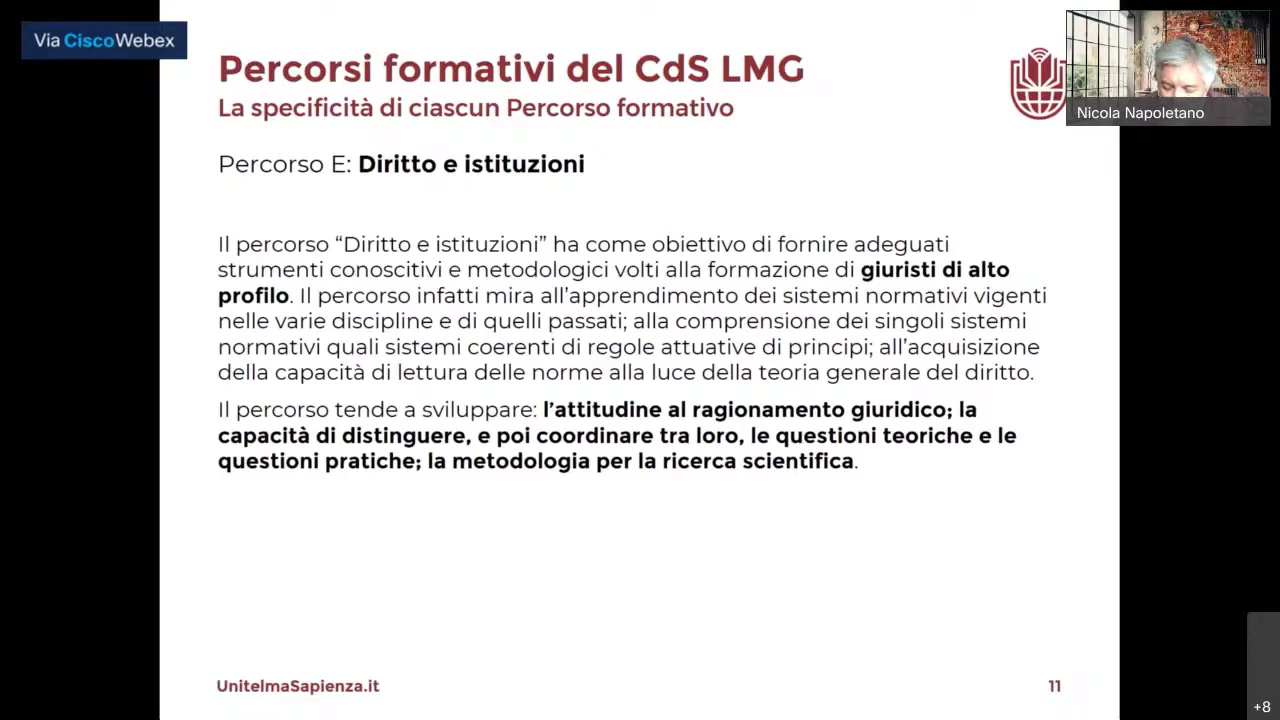 Via CiscoWebex
Percorsi formativi del CdS LMG
La specificità di ciascun Percorso formativo
Nicola Napoletano
Percorso E: Diritto e istituzioni
Il percorso “Diritto e istituzioni” ha come obiettivo di fornire adeguati
strumenti conoscitivi e metodologici volti alla formazione di giuristi di alto
profilo. Il percorso infatti mira all’apprendimento dei sistemi normativi vigenti
nelle varie discipline e di quelli passati; alla comprensione dei singoli sistemi
normativi quali sistemi coerenti di regole attuative di principi; all’acquisizione
della capacità di lettura delle norme alla luce della teoria generale del diritto.
Il percorso tende a sviluppare: l’attitudine al ragionamento giuridico; la
capacità di distinguere, e poi coordinare tra loro, le questioni teoriche e le
questioni pratiche; la metodologia per la ricerca scientifica.
UnitelmaSapienza.it
11
+8